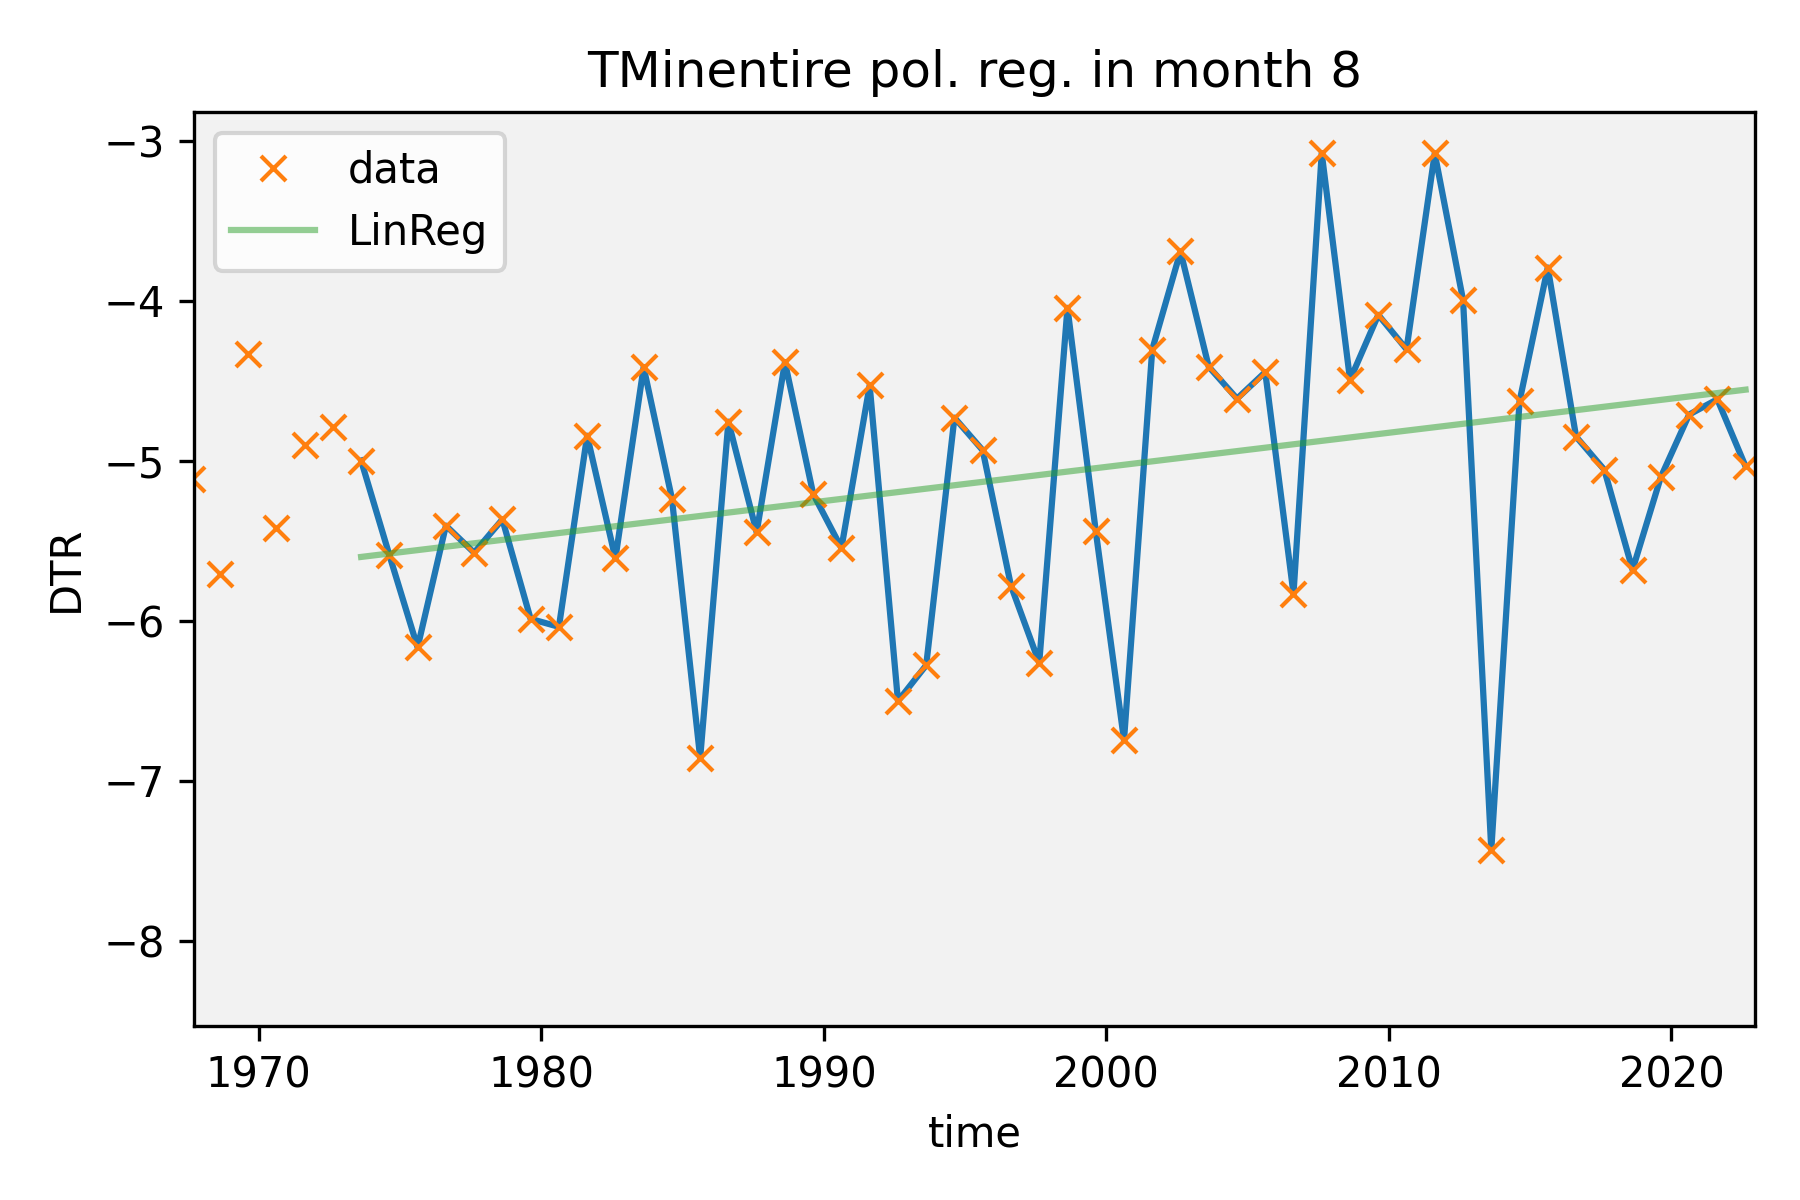 TMinentire pol. reg. in month 8
data
LinReg
−3
−4
−5
−6
−7
−8
DTR
1970 1980 1990 2000 2010 2020
time